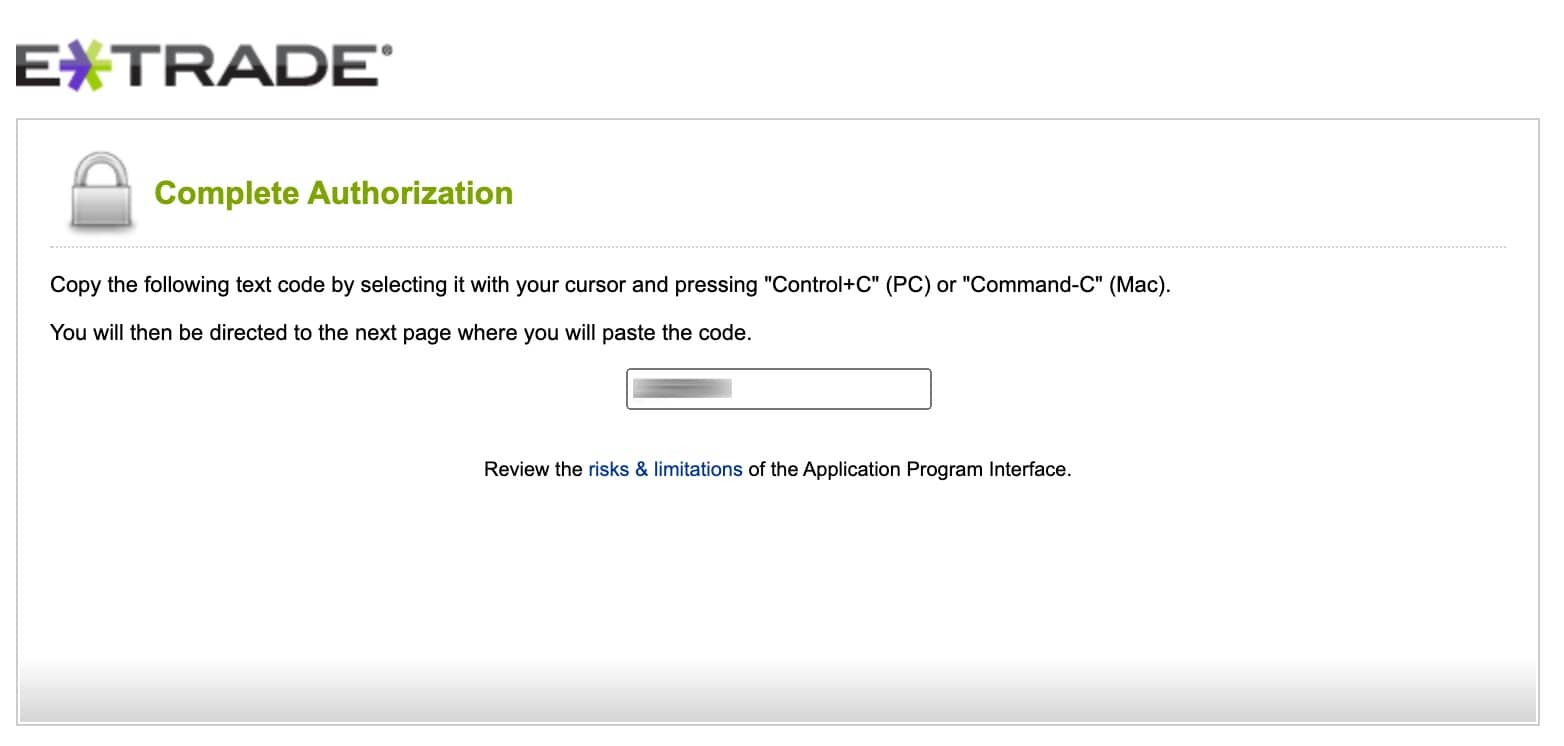 E*TRADE®
Complete Authorization
Copy the following text code by selecting it with your cursor and pressing "Control+C" (PC) or "Command-C" (Mac).
You will then be directed to the next page where you will paste the code.
Review the risks & limitations of the Application Program Interface.